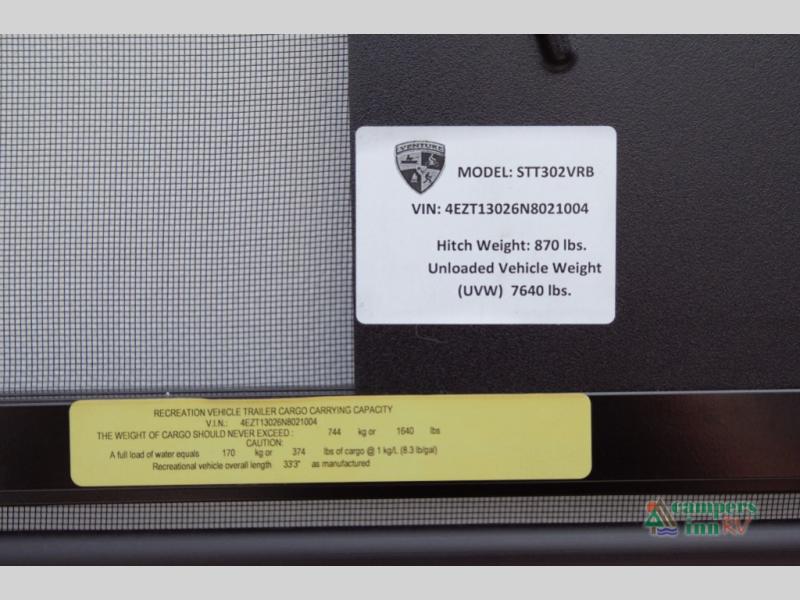 VENTURE
MODEL: STT302VRB
VIN: 4EZT13026N8021004
Hitch Weight: 870 lbs.
Unloaded Vehicle Weight
(UVW) 7640 lbs.
RECREATION VEHICLE TRAILER CARGO CARRYING CAPACITY
V.I.N.: 4EZT13026N8021004
THE WEIGHT OF CARGO SHOULD NEVER EXCEED : 744 kg or 1640 lbs
CAUTION:
A full load of water equals 170 kg or 374 lbs of cargo @ 1 kg/L (8.3 lb/gal)
Recreational vehicle overall length 33'3" as manufactured
campers
inn RV